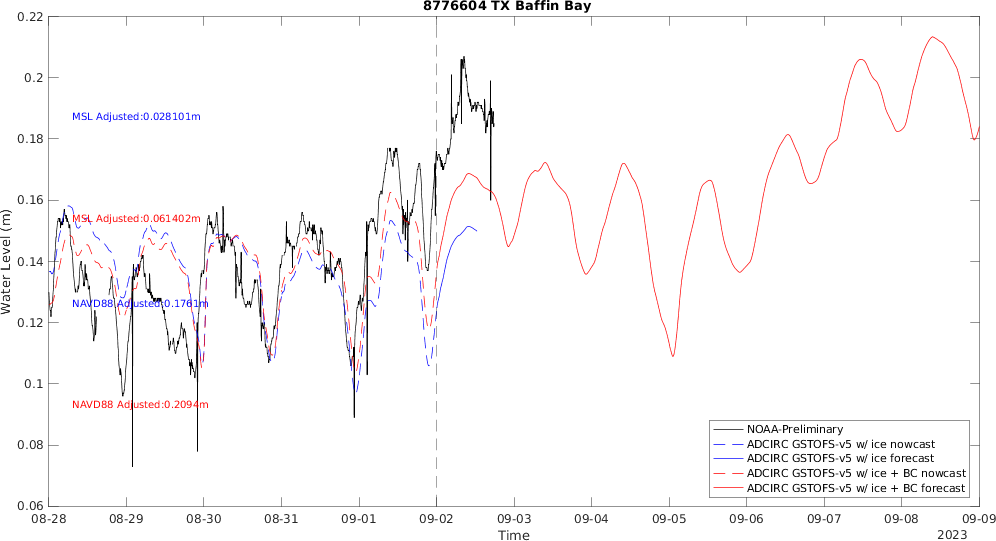 8776604 TX Baffin Bay
0.22
0.2
0.18
0.16
0.14
0.12
0.1
0.08
0.06
Water Level (m)
MSL Adjusted:0.028101m
MSL Adjusted:0.061402m
NAVD88 Adjusted:0.1761m
NAVD88 Adjusted:0.2094m
NOAA-Preliminary
ADCIRC GSTOFS-v5 w/ ice nowcast
ADCIRC GSTOFS-v5 w/ ice forecast
ADCIRC GSTOFS-v5 w/ ice + BC nowcast
ADCIRC GSTOFS-v5 w/ ice + BC forecast
08-28 08-29 08-30 08-31 09-01 09-02 09-03 09-04 09-05 09-06 09-07 09-08 09-09
Time
2023